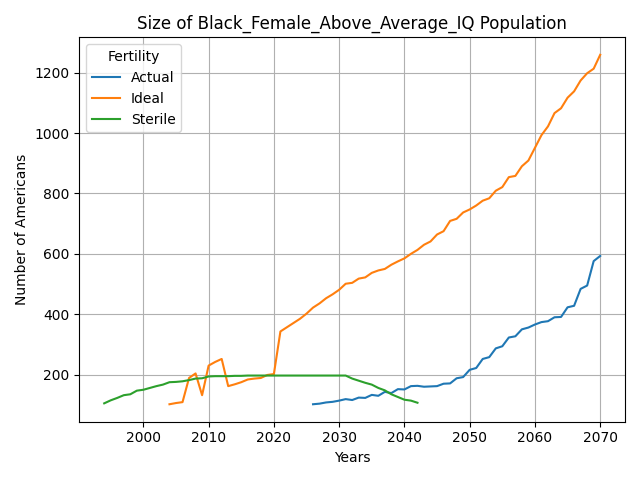 Size of Black_Female_Above_Average_IQ Population
Fertility
Actual
Ideal
Sterile
Number of Americans
1200
1000
800
600
400
200
2000 2010 2020 2030 2040 2050 2060 2070
Years